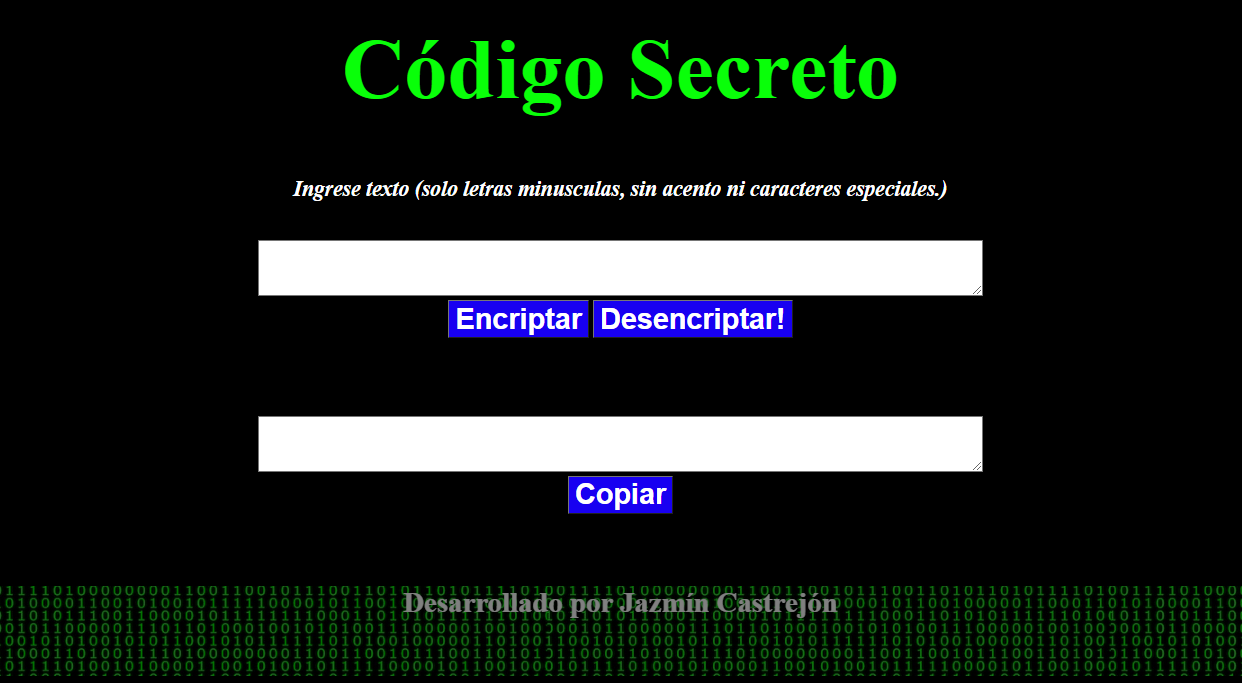 Código Secreto
Ingrese texto (solo letras minusculas, sin acento ni caracteres especiales.)
Encriptar Desencriptar!
Copiar
Desarrollado por Jazmín Castrejón